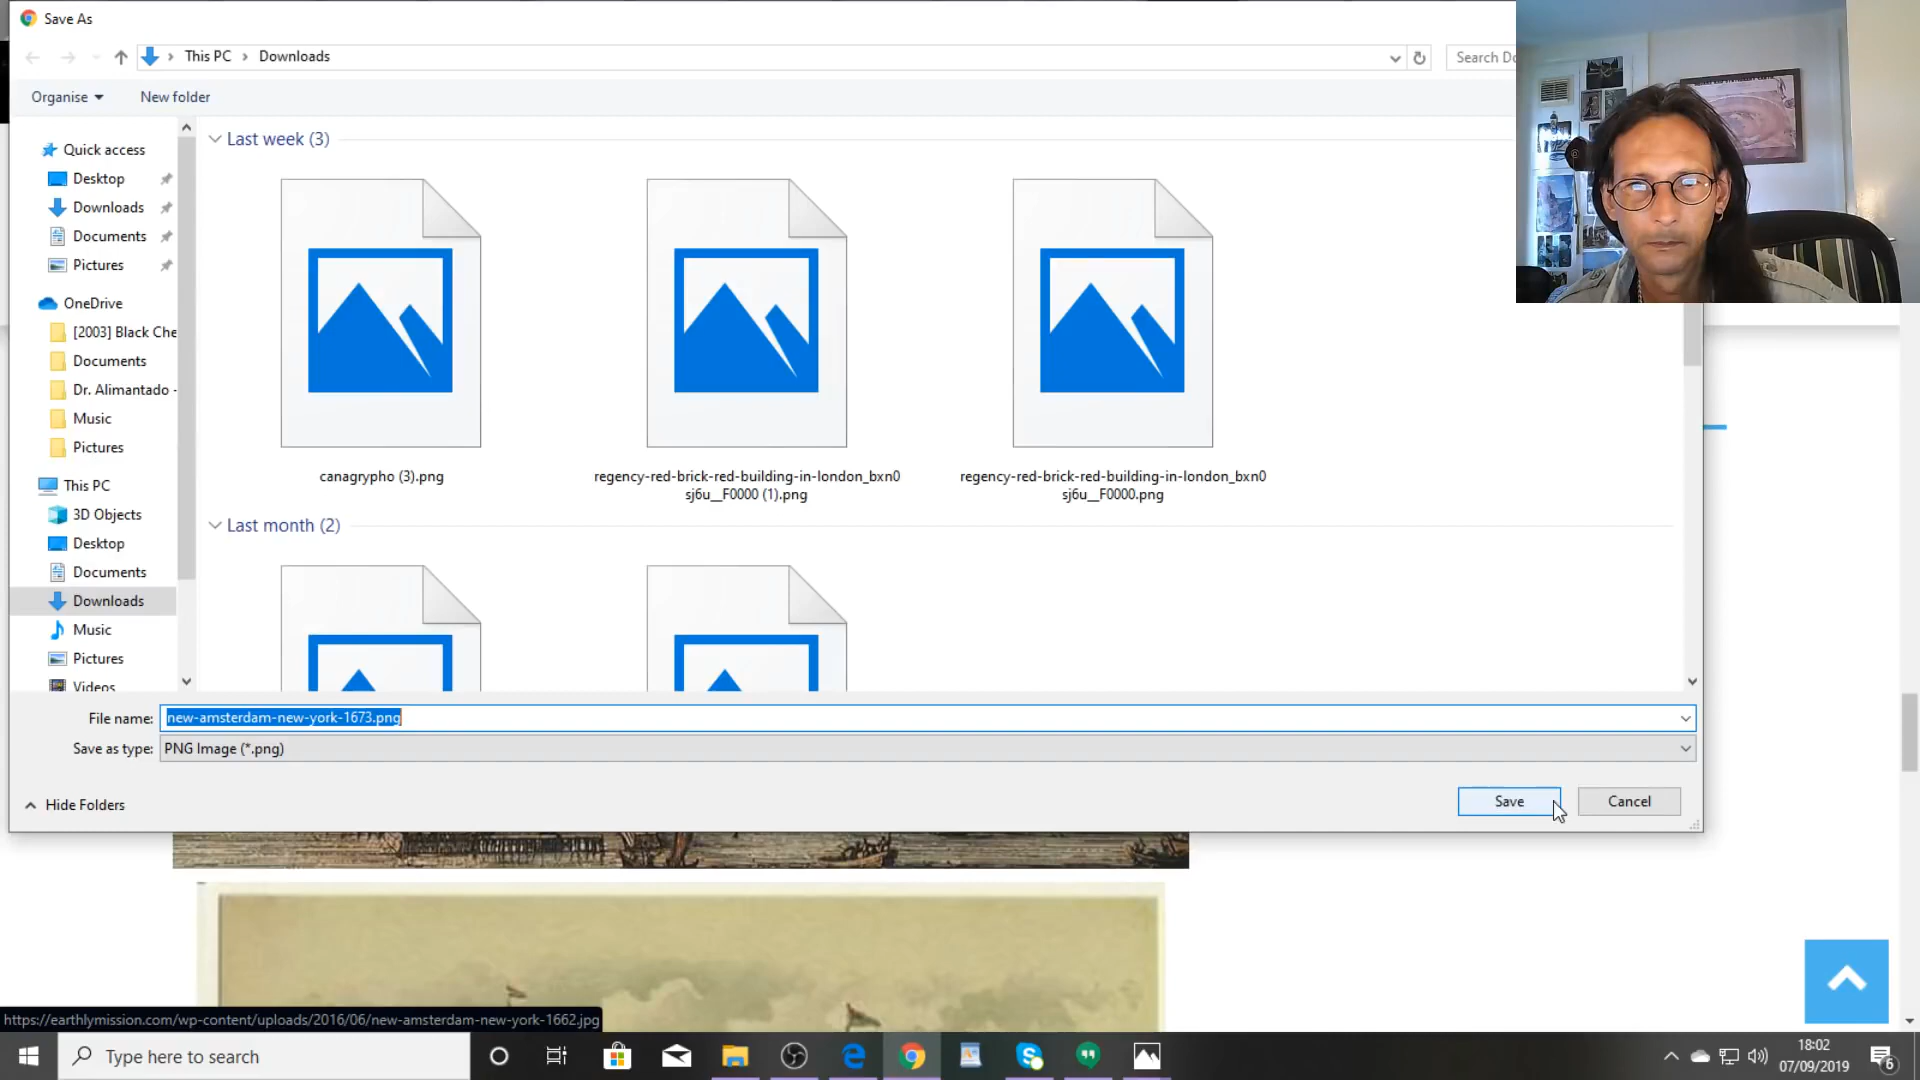 Save As
This PC > Downloads
Search Do
Organise
New folder
Quick access
Desktop
Downloads
Documents
Pictures
OneDrive
[2003] Black Che
Documents
Dr. Alimantado -
Music
Pictures
This PC
3D Objects
Desktop
Documents
Downloads
Music
Pictures
Videos
Last week (3)
canagrypho (3).png
regency-red-brick-red-building-in-london_bxn0
sj6u__F0000 (1).png
regency-red-brick-red-building-in-london_bxn0
sj6u__F0000.png
Last month (2)
File name: new-amsterdam-new-york-1673.png
Save as type: PNG Image (*.png)
Hide Folders
Save
Cancel
https://earthlymission.com/wp-content/uploads/2016/06/new-amsterdam-new-york-1662.jpg
Type here to search
18:02
07/09/2019
6